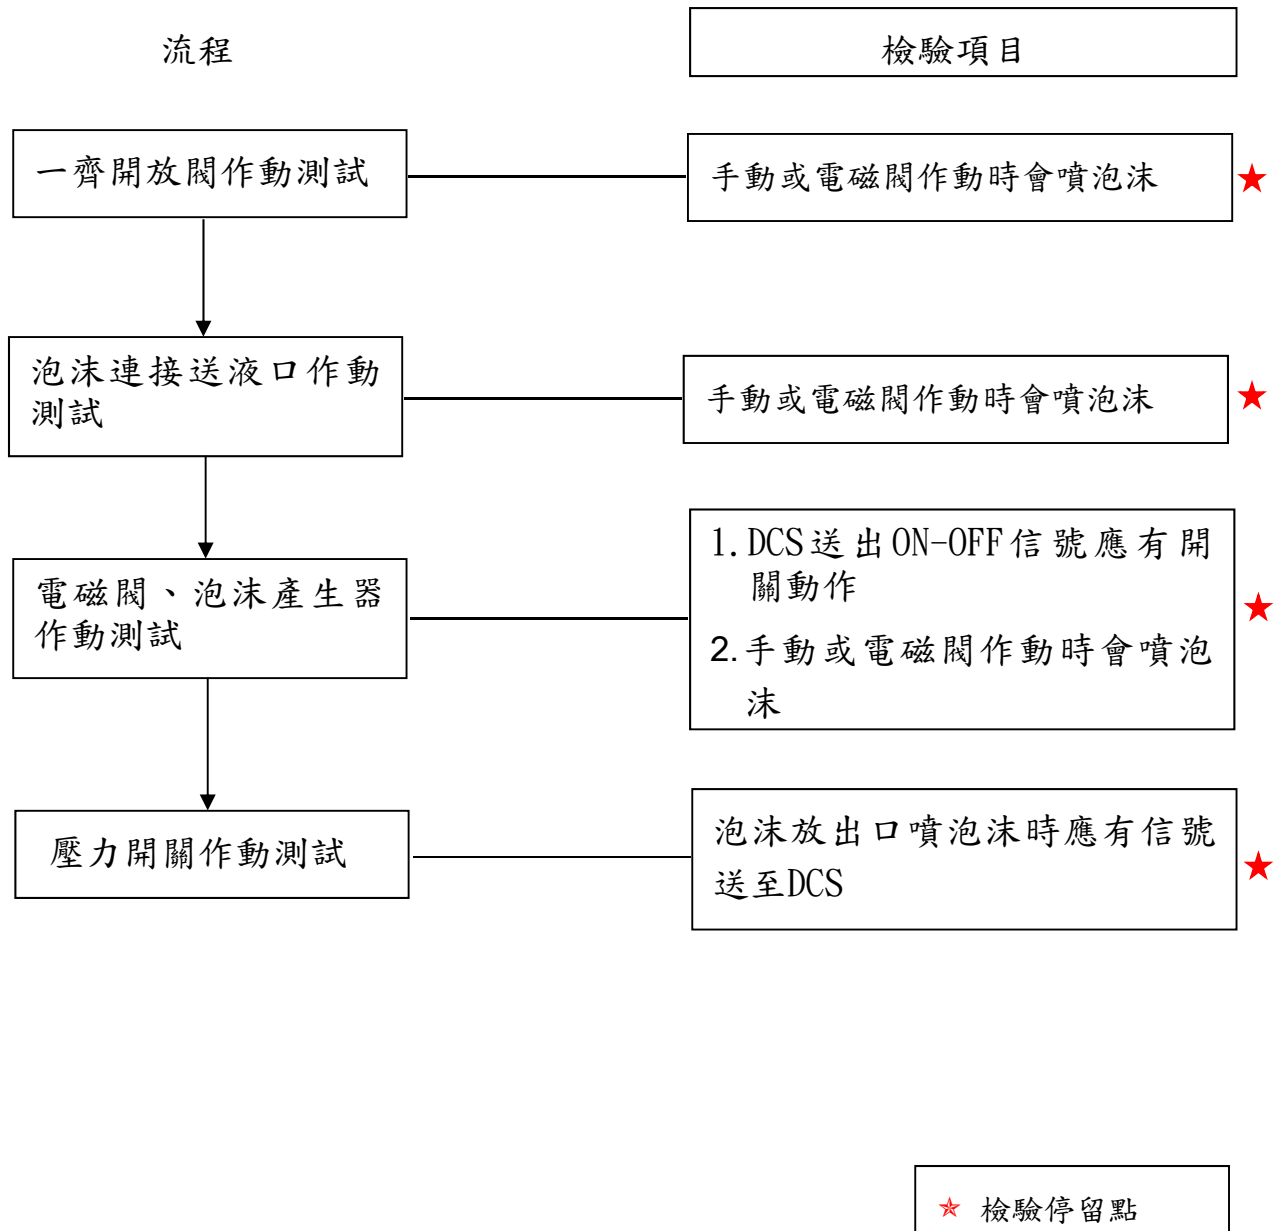 流程
檢驗項目
一齊開放閥作動測試
手動或電磁閥作動時會噴泡沫
★
泡沫連接送液口作動
測試
手動或電磁閥作動時會噴泡沫
★
電磁閥、泡沫產生器
作動測試
1.DCS送出ON-OFF信號應有開
關動作
2.手動或電磁閥作動時會噴泡
沫
★
壓力開關作動測試
泡沫放出口噴泡沫時應有信號
送至DCS
★
★ 檢驗停留點